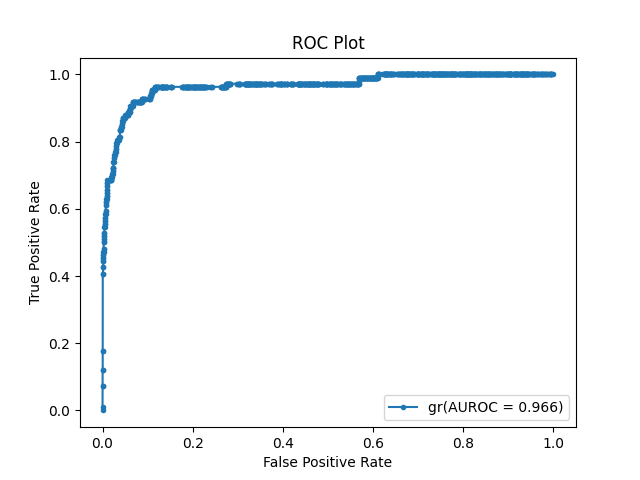 ROC Plot
True Positive Rate
1.0
0.8
0.6
0.4
0.2
0.0
0.0 0.2 0.4 0.6 0.8 1.0
False Positive Rate
gr(AUROC = 0.966)